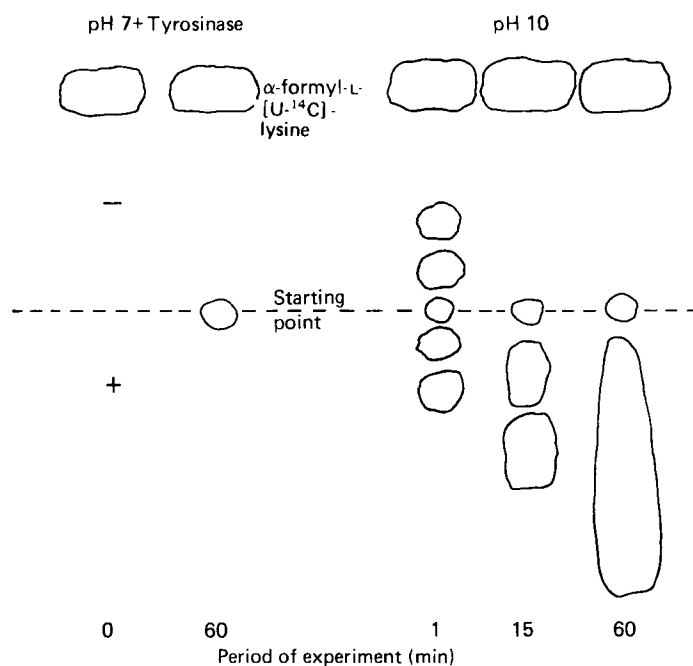 pH 7+ Tyrosinase
pH 10
α-formyl-L-
[U-¹⁴C]-
lysine
−
Starting
point
+
0
60
1
15
60
Period of experiment (min)